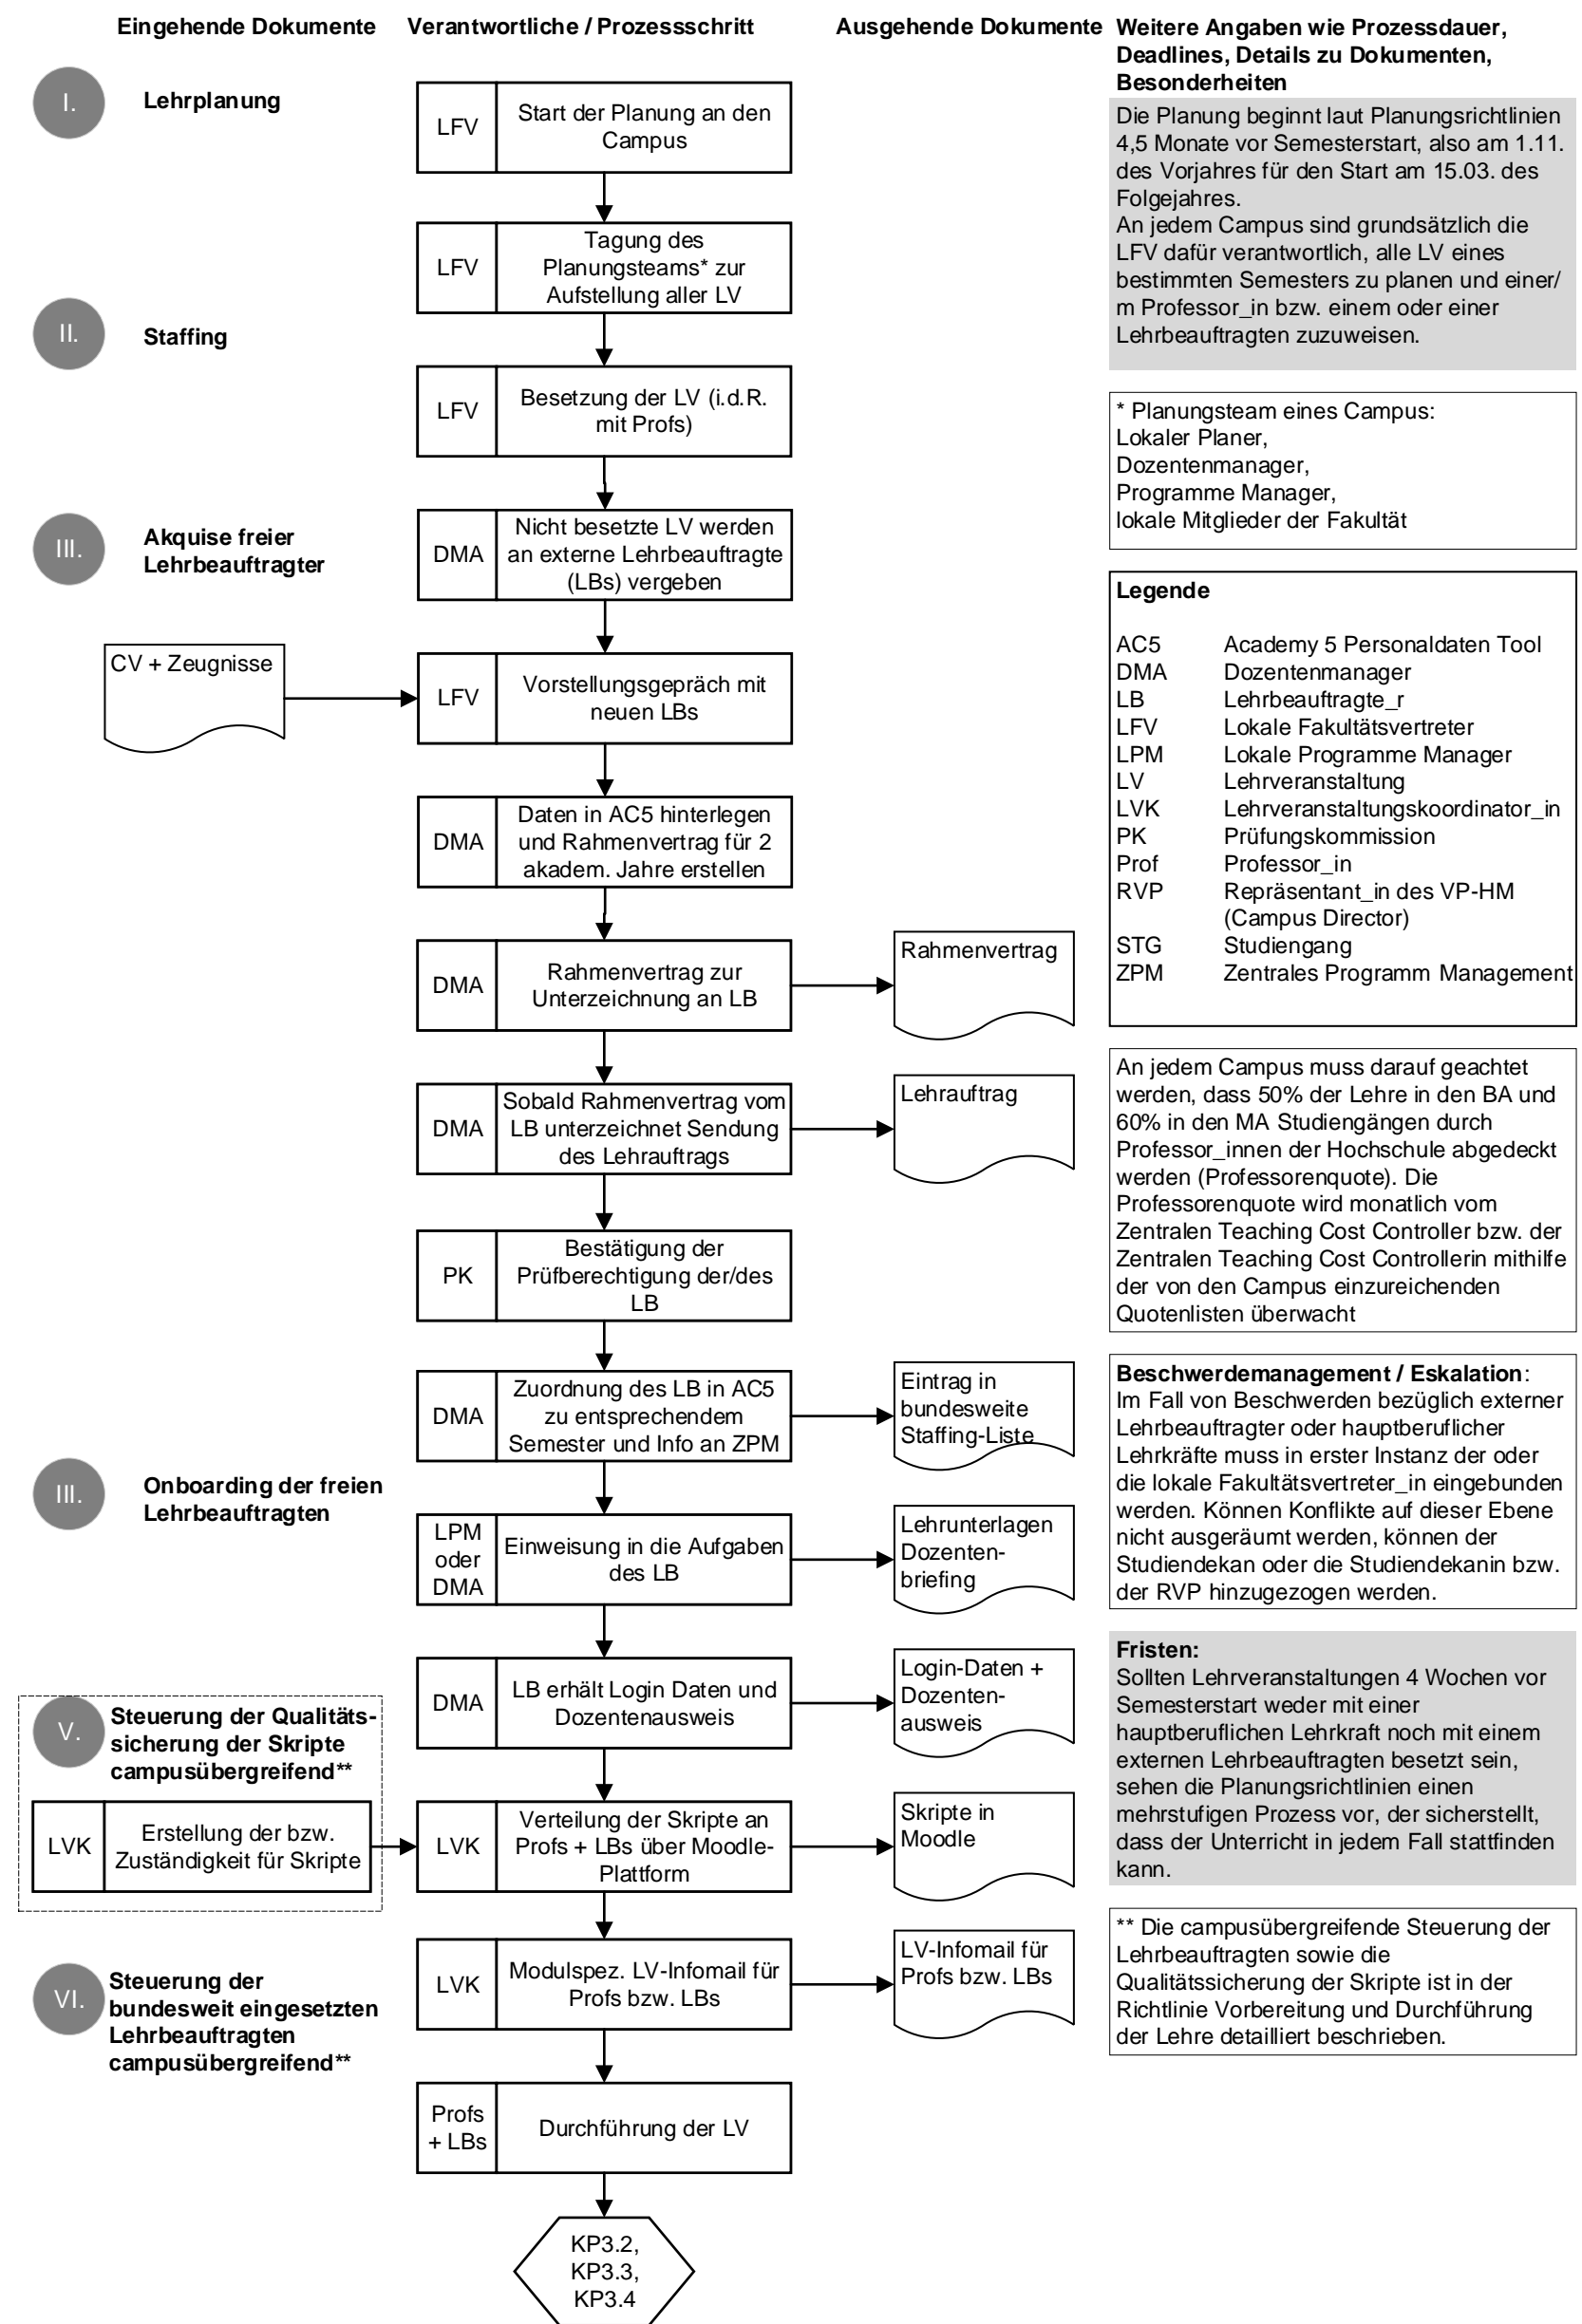 Eingehende Dokumente
Verantwortliche / Prozessschritt
Ausgehende Dokumente
Weitere Angaben wie Prozessdauer,
Deadlines, Details zu Dokumenten,
Besonderheiten
I.
Lehrplanung
LFV
Start der Planung an den
Campus
Die Planung beginnt laut Planungsrichtlinien
4,5 Monate vor Semesterstart, also am 1.11.
des Vorjahres für den Start am 15.03. des
Folgejahres.
An jedem Campus sind grundsätzlich die
LFV dafür verantwortlich, alle LV eines
bestimmten Semesters zu planen und einer/
m Professor_in bzw. einem oder einer
Lehrbeauftragten zuzuweisen.
LFV
Tagung des
Planungsteams* zur
Aufstellung aller LV
II.
Staffing
LFV
Besetzung der LV (i.d.R.
mit Profs)
* Planungsteam eines Campus:
Lokaler Planer,
Dozentenmanager,
Programme Manager,
lokale Mitglieder der Fakultät
III.
Akquise freier
Lehrbeauftragter
DMA
Nicht besetzte LV werden
an externe Lehrbeauftragte
(LBs) vergeben
CV + Zeugnisse
LFV
Vorstellungsgepräch mit
neuen LBs
Legende
AC5 Academy 5 Personaldaten Tool
DMA Dozentenmanager
LB Lehrbeauftragte_r
LFV Lokale Fakultätsvertreter
LPM Lokale Programme Manager
LV Lehrveranstaltung
LVK Lehrveranstaltungskoordinator_in
PK Prüfungskommission
Prof Professor_in
RVP Repräsentant_in des VP-HM
(Campus Director)
STG Studiengang
ZPM Zentrales Programm Management
DMA
Daten in AC5 hinterlegen
und Rahmenvertrag für 2
akadem. Jahre erstellen
DMA
Rahmenvertrag zur
Unterzeichnung an LB
Rahmenvertrag
DMA
Sobald Rahmenvertrag vom
LB unterzeichnet Sendung
des Lehrauftrags
Lehrauftrag
An jedem Campus muss darauf geachtet
werden, dass 50% der Lehre in den BA und
60% in den MA Studiengängen durch
Professor_innen der Hochschule abgedeckt
werden (Professorenquote). Die
Professorenquote wird monatlich vom
Zentralen Teaching Cost Controller bzw. der
Zentralen Teaching Cost Controllerin mithilfe
der von den Campus einzureichenden
Quotenlisten überwacht
PK
Bestätigung der
Prüfberechtigung der/des
LB
DMA
Zuordnung des LB in AC5
zu entsprechendem
Semester und Info an ZPM
Eintrag in
bundesweite
Staffing-Liste
Beschwerdemanagement / Eskalation:
Im Fall von Beschwerden bezüglich externer
Lehrbeauftragter oder hauptberuflicher
Lehrkräfte muss in erster Instanz der oder
die lokale Fakultätsvertreter_in eingebunden
werden. Können Konflikte auf dieser Ebene
nicht ausgeräumt werden, können der
Studiendekan oder die Studiendekanin bzw.
der RVP hinzugezogen werden.
III.
Onboarding der freien
Lehrbeauftragten
LPM
oder
DMA
Einweisung in die Aufgaben
des LB
Lehrunterlagen
Dozenten-
briefing
DMA
LB erhält Login Daten und
Dozentenausweis
Login-Daten +
Dozenten-
ausweis
Fristen:
Sollten Lehrveranstaltungen 4 Wochen vor
Semesterstart weder mit einer
hauptberuflichen Lehrkraft noch mit einem
externen Lehrbeauftragten besetzt sein,
sehen die Planungsrichtlinien einen
mehrstufigen Prozess vor, der sicherstellt,
dass der Unterricht in jedem Fall stattfinden
kann.
V.
Steuerung der Qualitäts-
sicherung der Skripte
campusübergreifend**
LVK
Erstellung der bzw.
Zuständigkeit für Skripte
LVK
Verteilung der Skripte an
Profs + LBs über Moodle-
Plattform
Skripte in
Moodle
VI.
Steuerung der
bundesweit eingesetzten
Lehrbeauftragten
campusübergreifend**
LVK
Modulspez. LV-Infomail für
Profs bzw. LBs
LV-Infomail für
Profs bzw. LBs
** Die campusübergreifende Steuerung der
Lehrbeauftragten sowie die
Qualitätssicherung der Skripte ist in der
Richtlinie Vorbereitung und Durchführung
der Lehre detailliert beschrieben.
Profs
+ LBs
Durchführung der LV
KP3.2,
KP3.3,
KP3.4